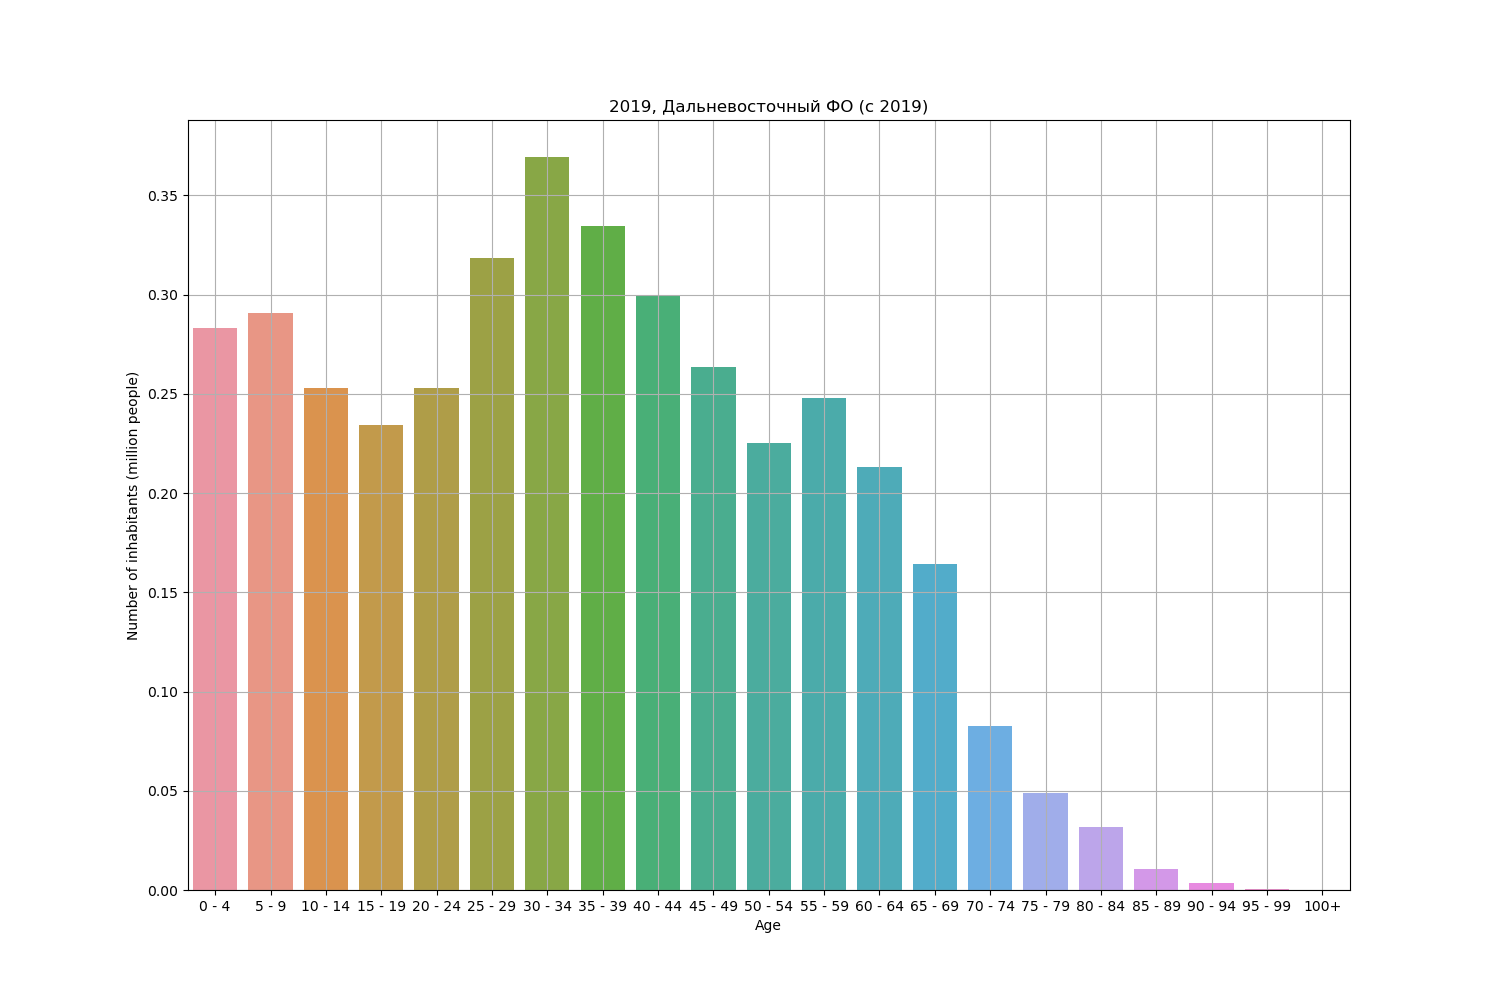 2019, Дальневосточный ФО (с 2019)
Number of inhabitants (million people)
0.35
0.30
0.25
0.20
0.15
0.10
0.05
0.00
0 - 4 5 - 9 10 - 14 15 - 19 20 - 24 25 - 29 30 - 34 35 - 39 40 - 44 45 - 49 50 - 54 55 - 59 60 - 64 65 - 69 70 - 74 75 - 79 80 - 84 85 - 89 90 - 94 95 - 99 100+
Age